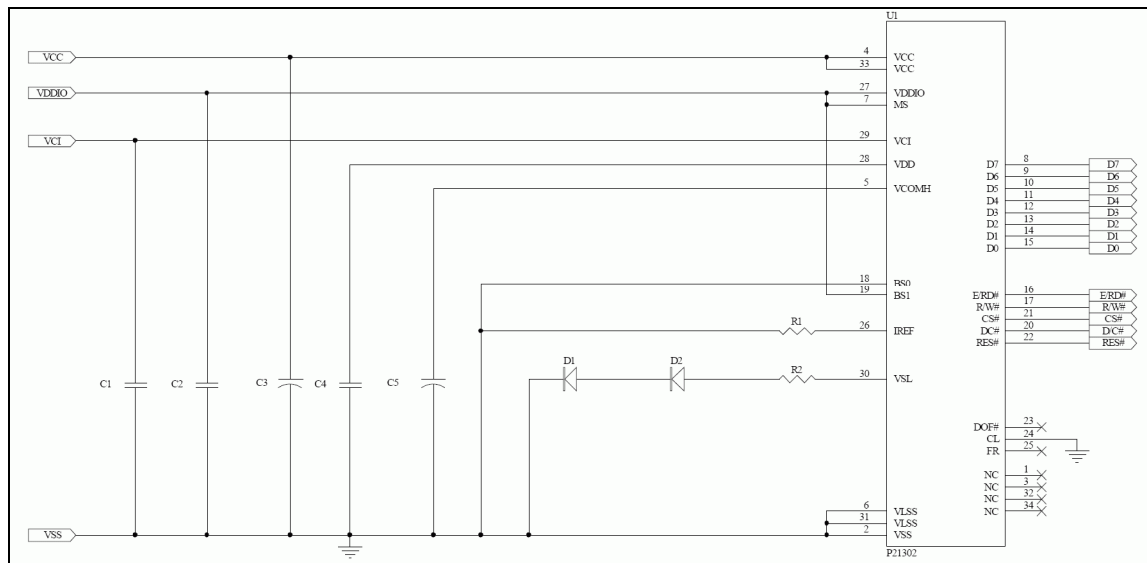 U1
VCC 4 VCC
33 VCC
VDDIO 27 VDDIO
7 MS
VCI 29 VCI
28 VDD
5 VCOMH
D7 8 D7
D6 9 D6
D5 10 D5
D4 11 D4
D3 12 D3
D2 13 D2
D1 14 D1
D0 15 D0
18 BS0
19 BS1
E/RD# 16 E/RD#
R/W# 17 R/W#
CS# 21 CS#
DC# 20 D/C#
RES# 22 RES#
R1 26 IREF
D1 D2 R2 30 VSL
C1 C2 C3 C4 C5
DOF# 23
CL 24
FR 25
NC 1
NC 3
NC 32
NC 34
6 VLSS
31 VLSS
VSS 2 VSS
P21302